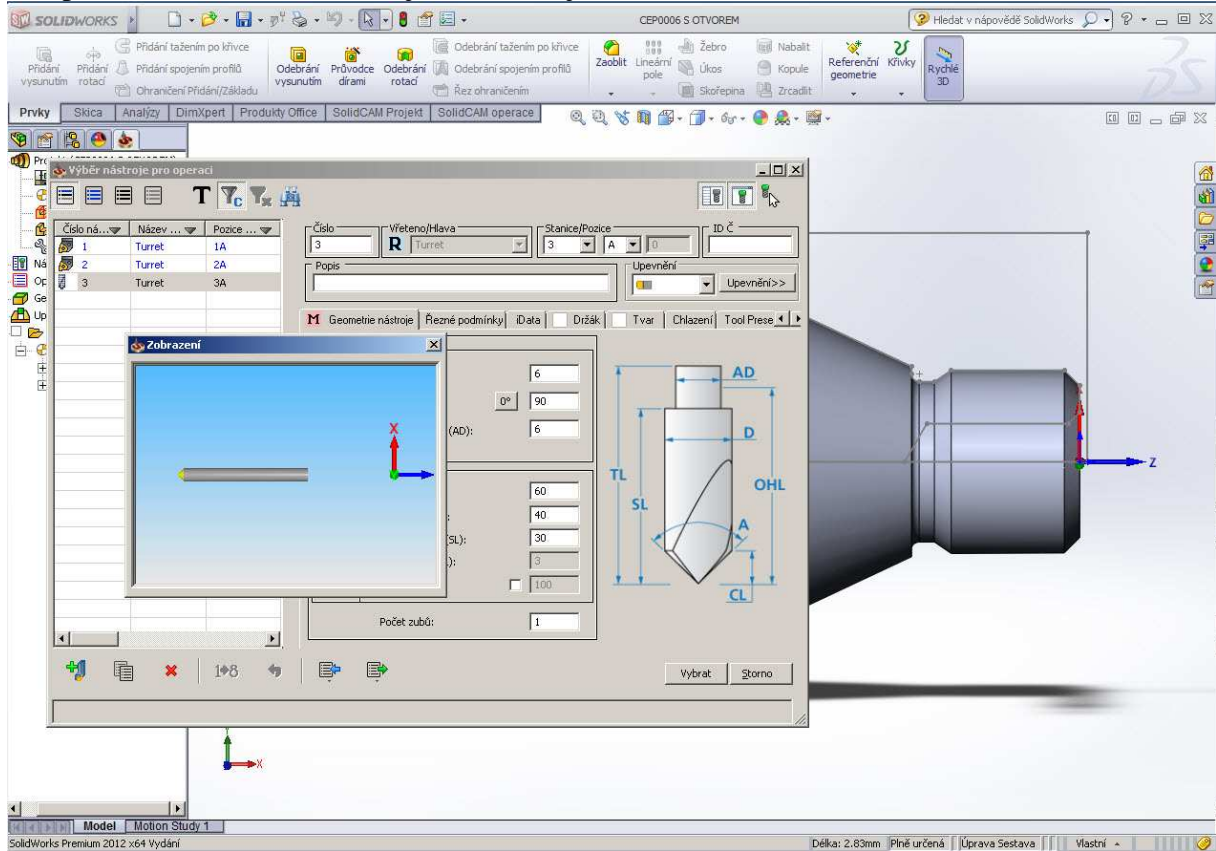 SOLIDWORKS
CEP0006 S OTVOREM
Hledat v nápovědě SolidWorks
Přidání vysunutím
Přidání rotací
Přidání tažením po křivce
Přidání spojením profilů
Ohraničení Přidání/Základu
Odebrání vysunutím
Průvodce dírami
Odebrání rotací
Odebrání tažením po křivce
Odebrání spojením profilů
Řez ohraničením
Zaoblit
Lineární pole
Žebro
Úkos
Skořepina
Nabalit
Kopule
Zrcadlit
Referenční geometrie
Křivky
Rychlé 3D
Prvky
Skica
Analýzy
DimXpert
Produkty Office
SolidCAM Projekt
SolidCAM operace
Výběr nástroje pro operaci
Číslo ná...
Název ...
Pozice ...
1 Turret 1A
2 Turret 2A
3 Turret 3A
Číslo
3
Vřeteno/Hlava
R Turret
Stanice/Pozice
3 A 0
ID Č
Popis
Upevnění
Upevnění>>
M Geometrie nástroje
Řezné podmínky
iData
Držák
Tvar
Chlazení
Tool Prese
Zobrazení
X
6
0° 90
(AD): 6
60
: 40
(SL): 30
): 3
100
Počet zubů: 1
AD
D
TL
SL
OHL
A
CL
Vybrat
Storno
Z
X
Model
Motion Study 1
SolidWorks Premium 2012 x64 Vydání
Délka: 2.83mm
Plně určená
Úprava Sestava
Vlastní